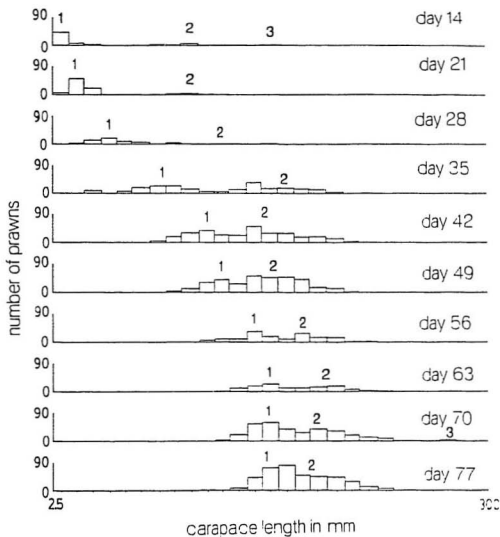 90 1 2 3 day 14
0
90 1 2 day 21
0
90 1 2 day 28
0
90 1 2 day 35
0
90 1 2 day 42
0
90 1 2 day 49
0
90 1 2 day 56
0
90 1 2 day 63
0
90 1 2 day 70
0 3
90 1 2 day 77
0
25
number of prawns
carapace length in mm